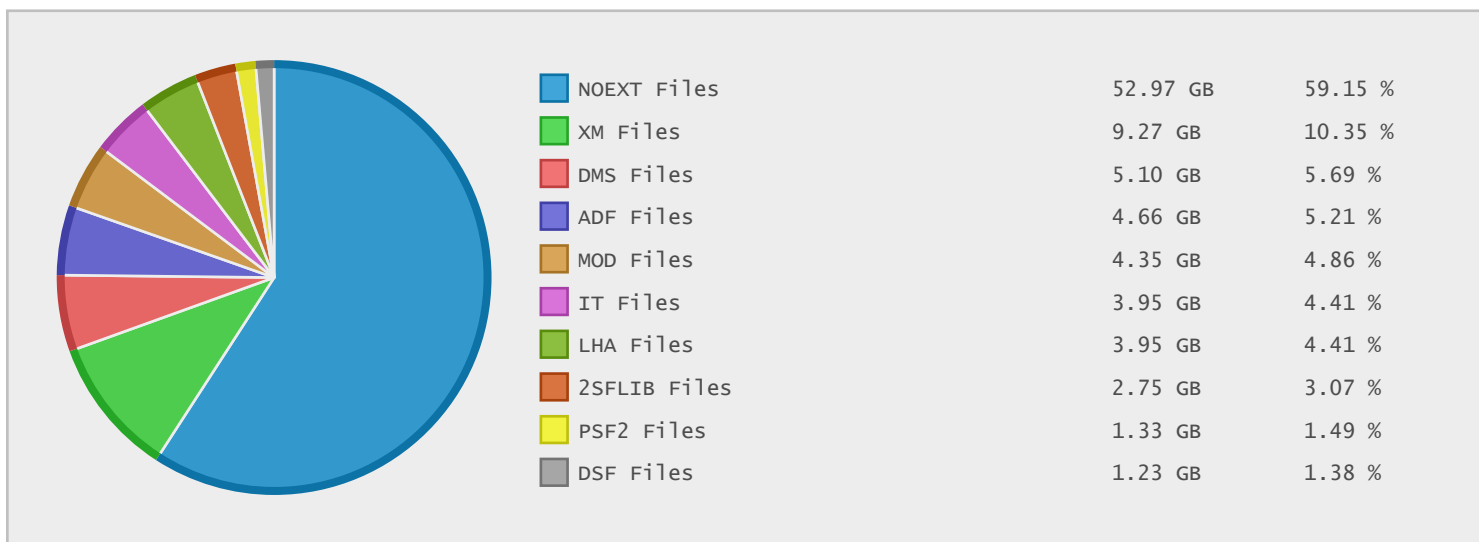 NOEXT Files 52.97 GB 59.15 %
XM Files 9.27 GB 10.35 %
DMS Files 5.10 GB 5.69 %
ADF Files 4.66 GB 5.21 %
MOD Files 4.35 GB 4.86 %
IT Files 3.95 GB 4.41 %
LHA Files 3.95 GB 4.41 %
2SFLIB Files 2.75 GB 3.07 %
PSF2 Files 1.33 GB 1.49 %
DSF Files 1.23 GB 1.38 %